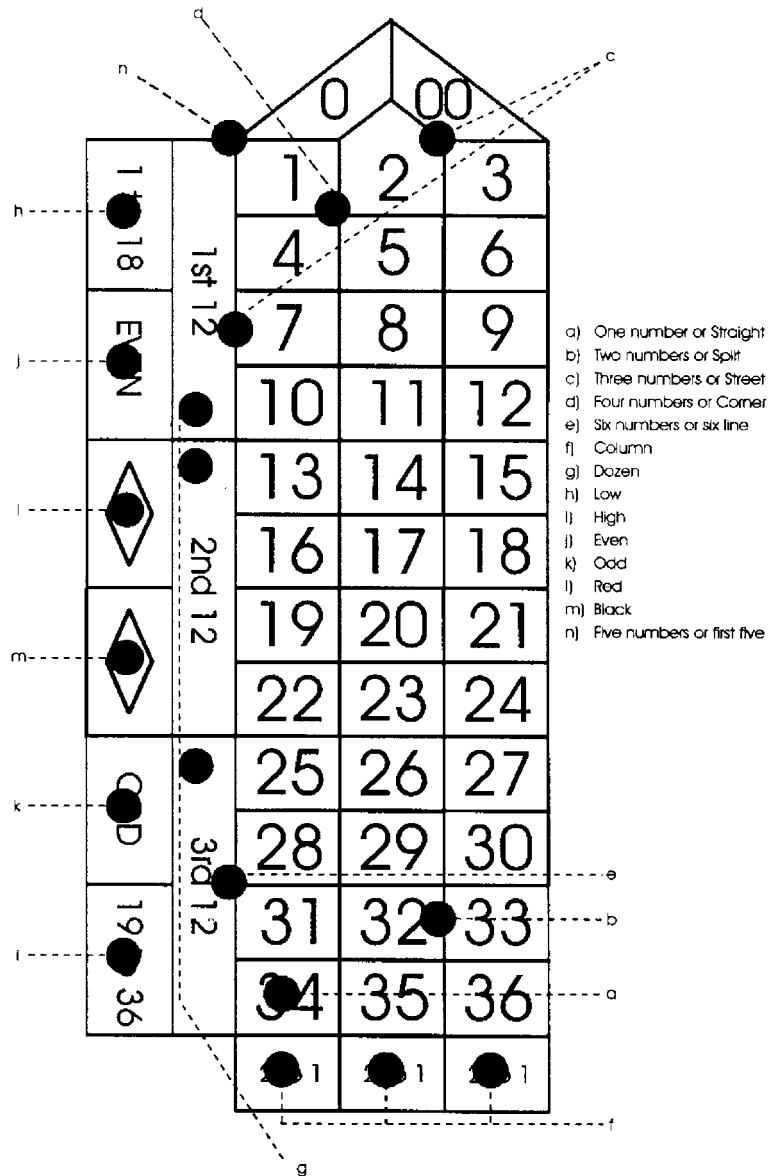 d
c
n
0 00
1 2 3
h
18
1st 12
4 5 6
7 8 9
j
10 11 12
13 14 15
l
2nd 12
16 17 18
19 20 21
m
22 23 24
25 26 27
k
3rd 12
28 29 30
e
31 32 33
b
i
36
34 35 36
a
1 1 1
f
g
a) One number or Straight
b) Two numbers or Split
c) Three numbers or Street
d) Four numbers or Corner
e) Six numbers or six line
f) Column
g) Dozen
h) Low
i) High
j) Even
k) Odd
l) Red
m) Black
n) Five numbers or first five